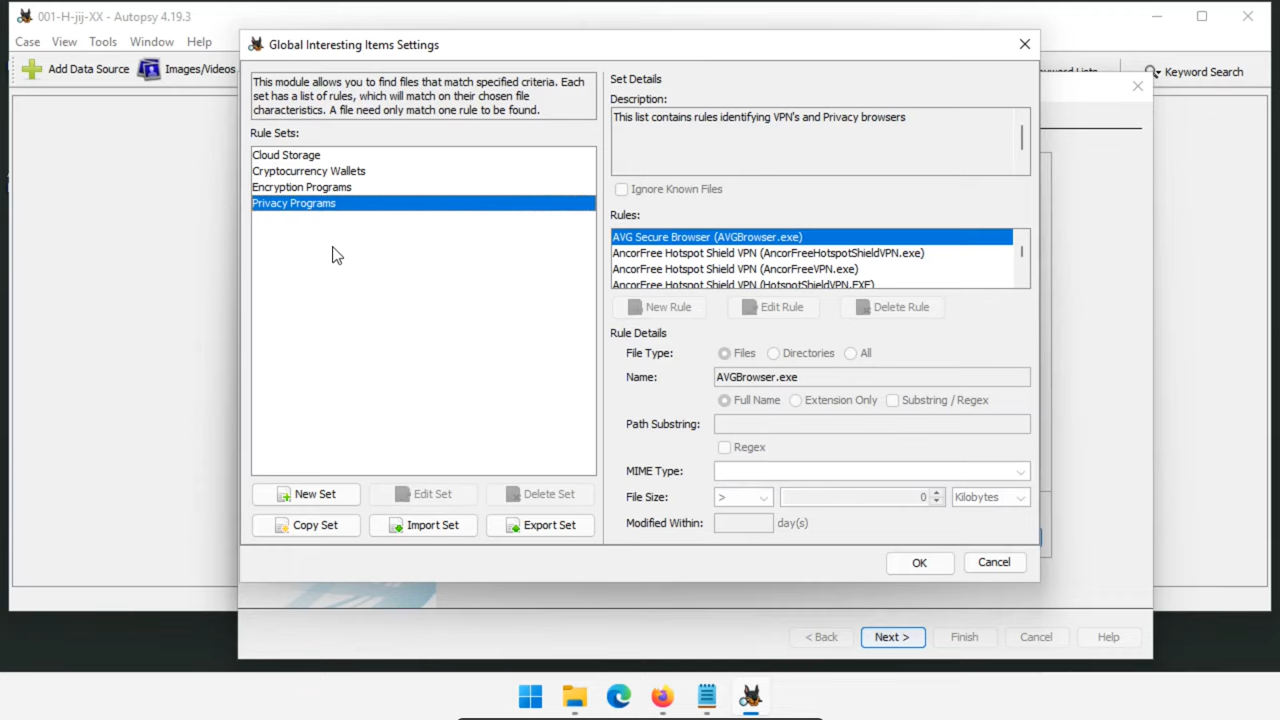 001-H-jij-XX - Autopsy 4.19.3
Case View Tools Window Help
Add Data Source Images/Videos Keyword Search
Global Interesting Items Settings
This module allows you to find files that match specified criteria. Each
set has a list of rules, which will match on their chosen file
characteristics. A file need only match one rule to be found.
Rule Sets:
Cloud Storage
Cryptocurrency Wallets
Encryption Programs
Privacy Programs
New Set Edit Set Delete Set
Copy Set Import Set Export Set
Set Details
Description:
This list contains rules identifying VPN's and Privacy browsers
Ignore Known Files
Rules:
AVG Secure Browser (AVGBrowser.exe)
AncorFree Hotspot Shield VPN (AncorFreeHotspotShieldVPN.exe)
AncorFree Hotspot Shield VPN (AncorFreeVPN.exe)
AncorFree Hotspot Shield VPN (HotspotShieldVPN.EXE)
New Rule Edit Rule Delete Rule
Rule Details
File Type: Files Directories All
Name: AVGBrowser.exe
Full Name Extension Only Substring / Regex
Path Substring:
Regex
MIME Type:
File Size: > 0 Kilobytes
Modified Within: day(s)
OK Cancel
< Back Next > Finish Cancel Help